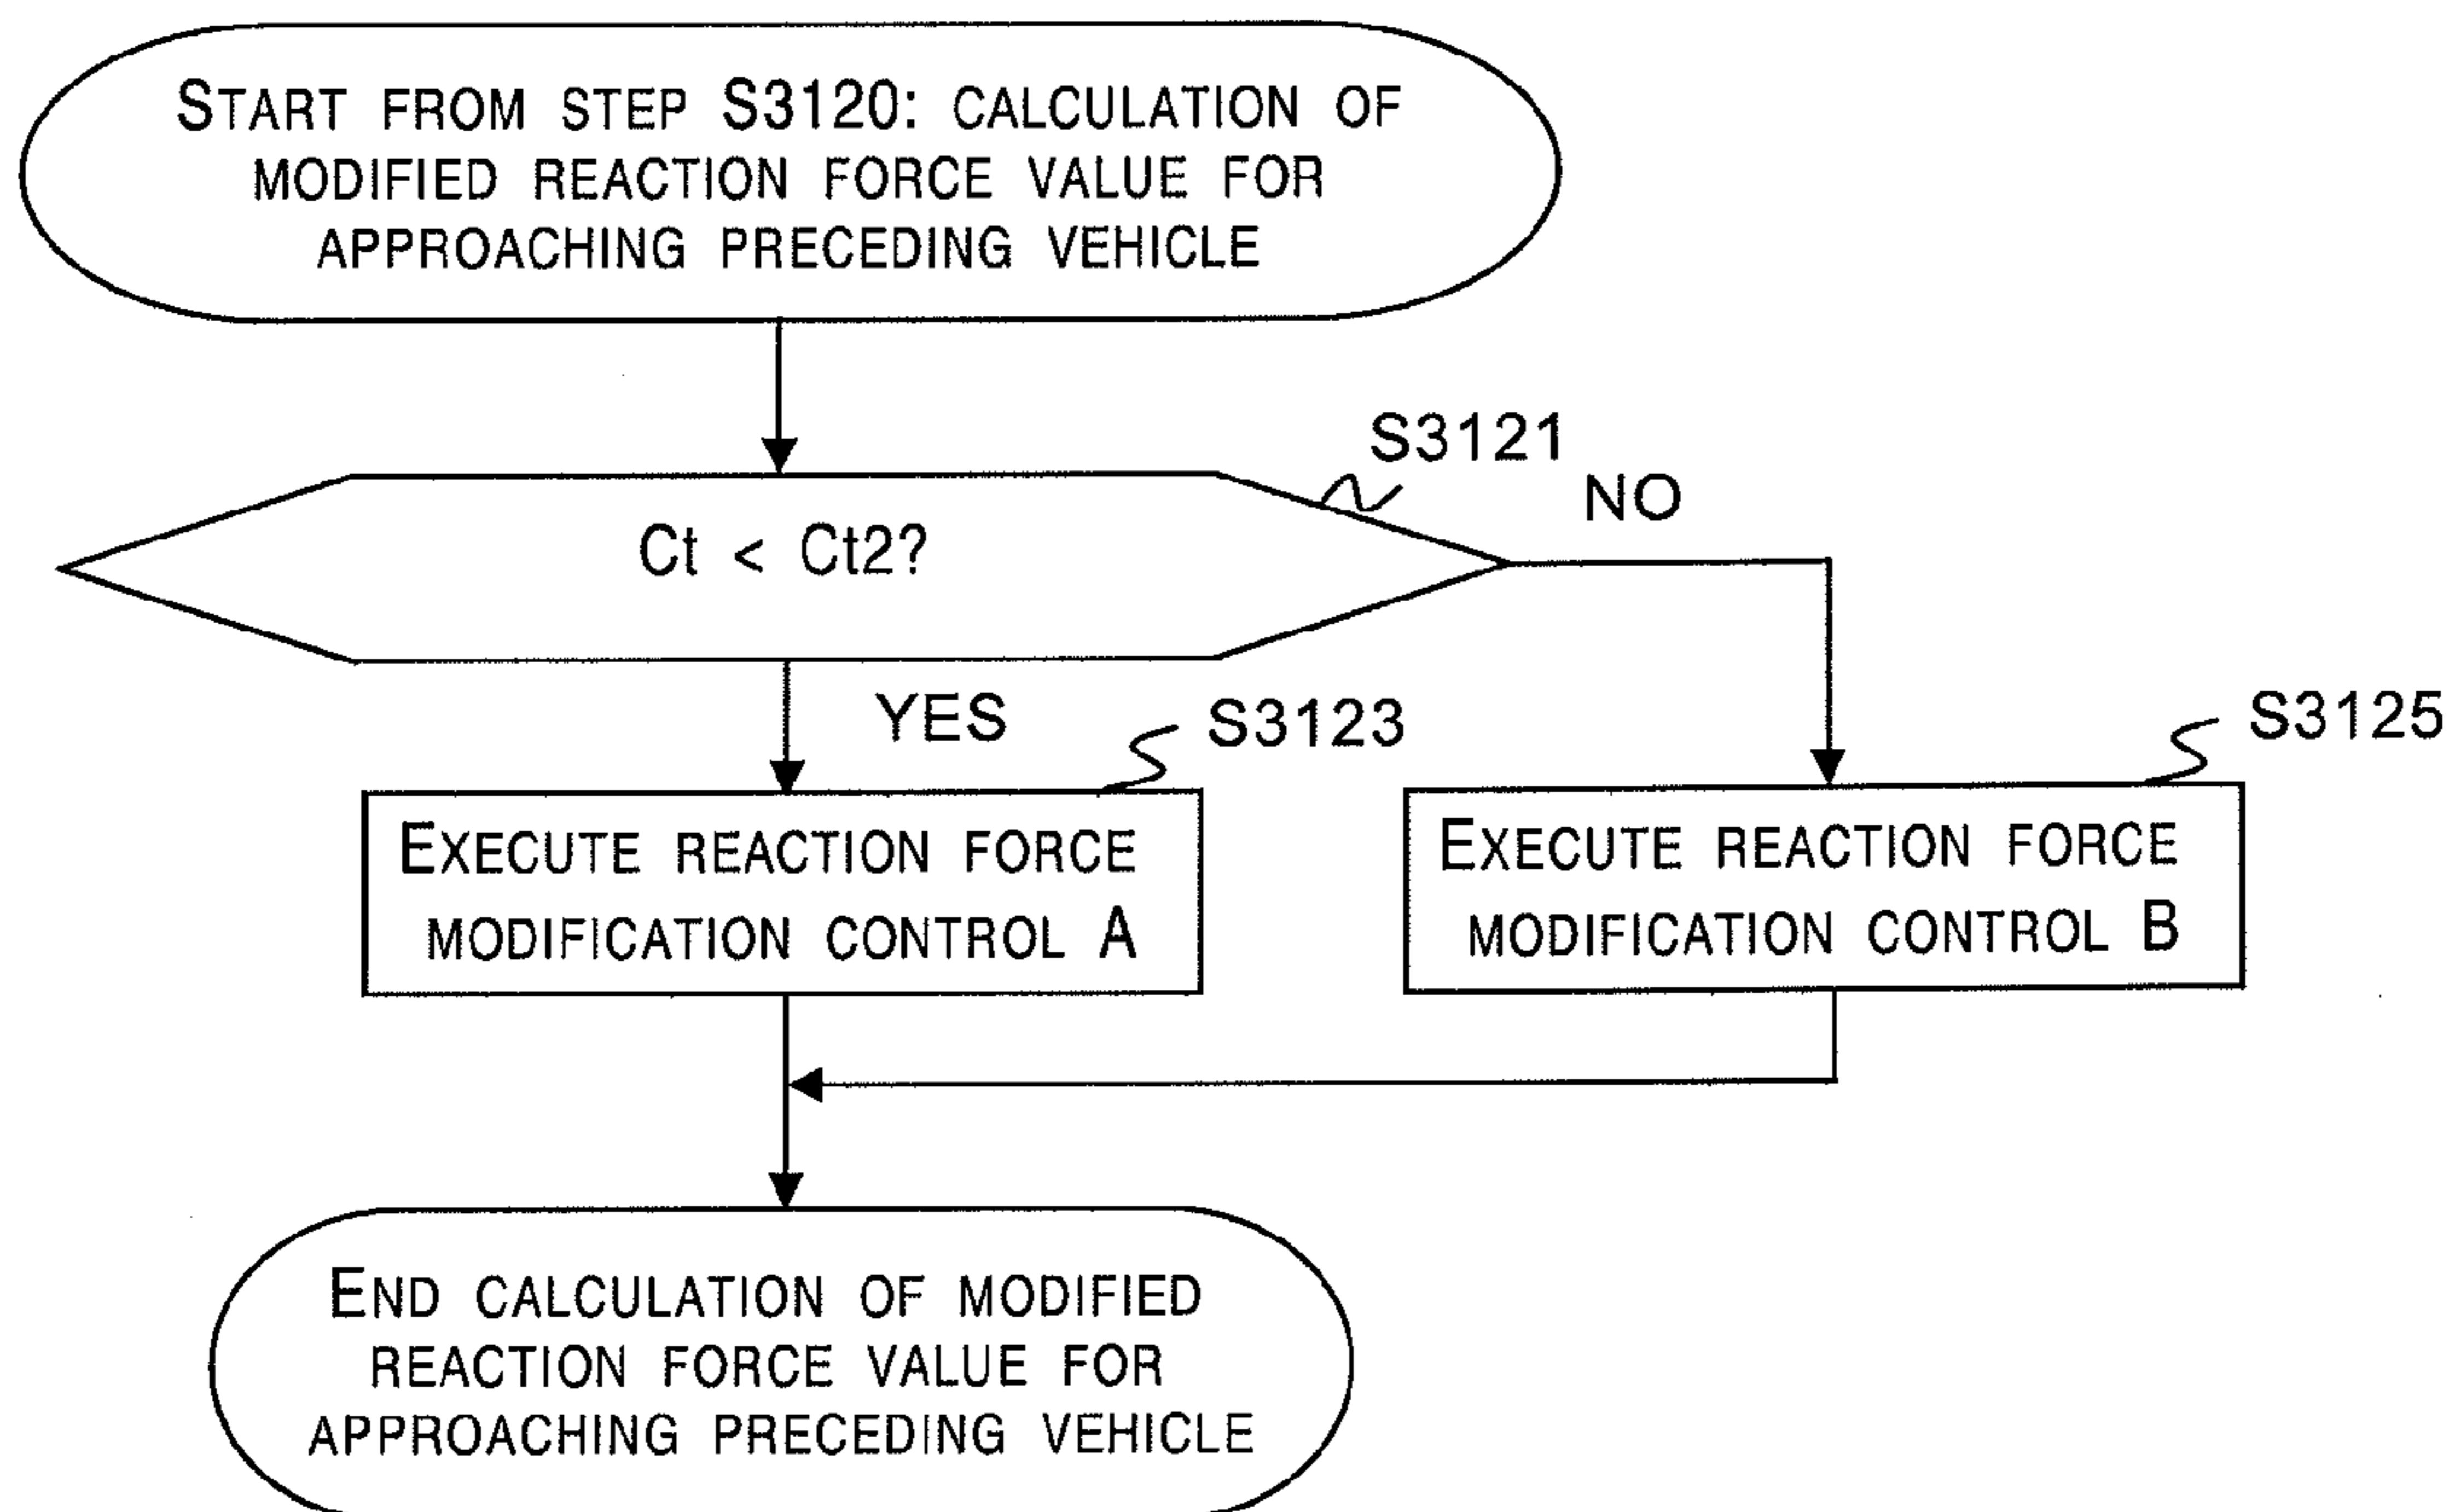 START FROM STEP S3120: CALCULATION OF
MODIFIED REACTION FORCE VALUE FOR
APPROACHING PRECEDING VEHICLE
S3121
NO
Ct < Ct2?
YES
S3123
S3125
EXECUTE REACTION FORCE
MODIFICATION CONTROL A
EXECUTE REACTION FORCE
MODIFICATION CONTROL B
END CALCULATION OF MODIFIED
REACTION FORCE VALUE FOR
APPROACHING PRECEDING VEHICLE